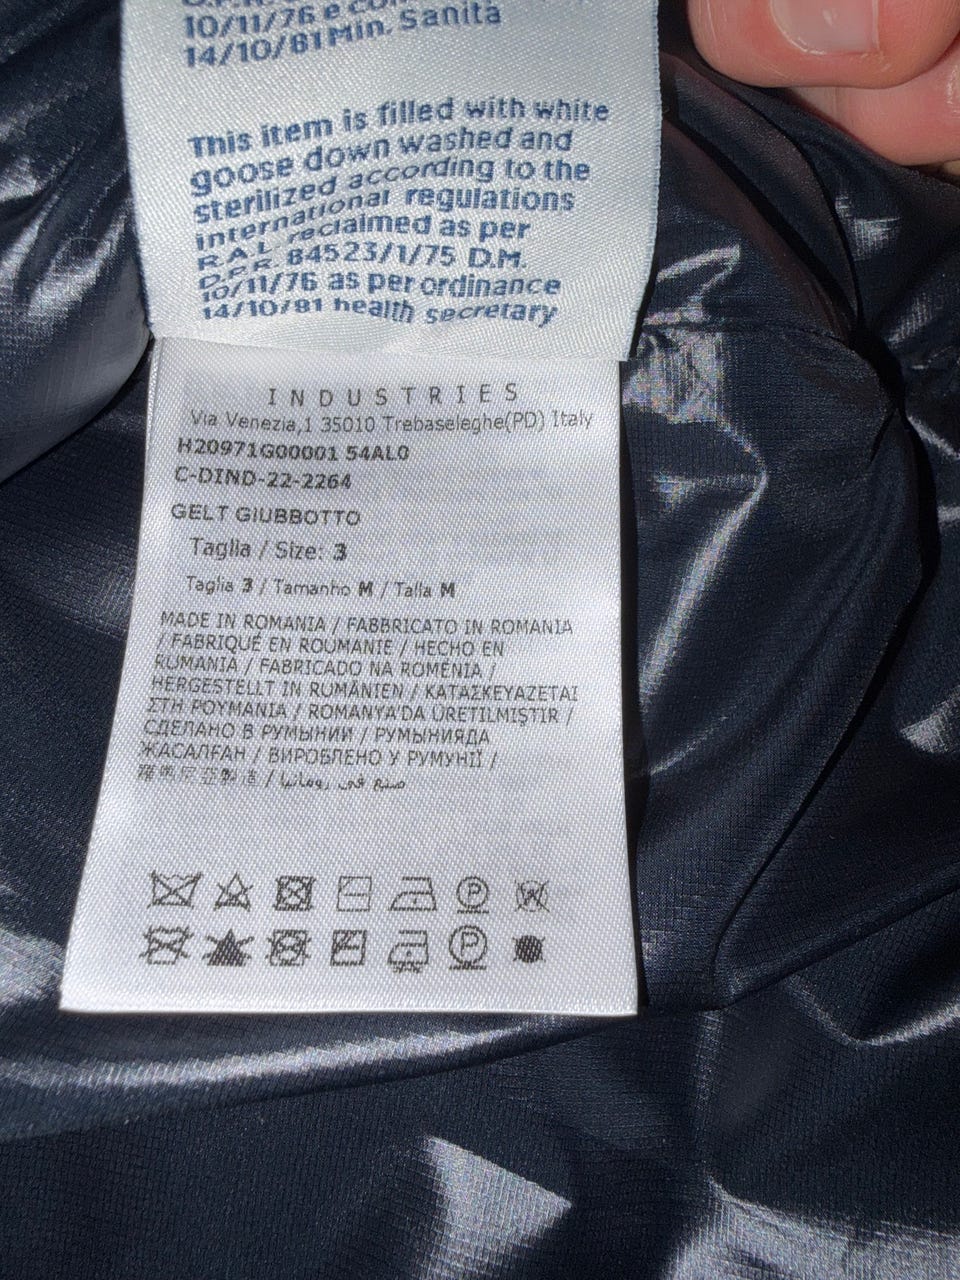 10/11/76 e
14/10/81 Min. Sanità
This item is filled with white
goose down washed and
sterilized according to the
international regulations
R.A.L. reclaimed as per
D.P.R. 84523/1/75 D.M.
10/11/76 as per ordinance
14/10/81 health secretary
INDUSTRIES
Via Venezia,1 35010 Trebaseleghe(PD) Italy
H20971G00001 54AL0
C-DIND-22-2264
GELT GIUBBOTTO
Taglia / Size: 3
Taglia 3 / Tamanho M / Talla M
MADE IN ROMANIA / FABBRICATO IN ROMANIA
/ FABRIQUÉ EN ROUMANIE / HECHO EN
RUMANIA / FABRICADO NA ROMÉNIA /
HERGESTELLT IN RUMÄNIEN / ΚΑΤΑΣΚΕΥΑΖΕΤΑΙ
ΣΤΗ ΡΟΥΜΑΝΙΑ / ROMANYA'DA ÜRETILMIŞTIR /
СДЕЛАНО В РУМЫНИИ / РУМЫНИЯДА
ЖАСАЛҒАН / ВИРОБЛЕНО У РУМУНІЇ /
/ صنع في رومانيا
P
W
P